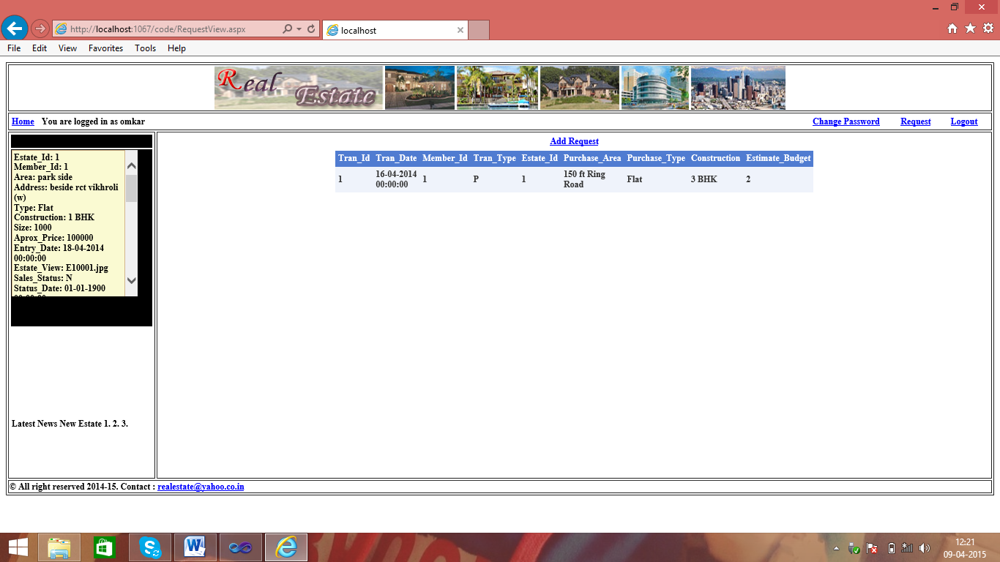 http://localhost:1067/code/RequestView.aspx
localhost
File Edit View Favorites Tools Help
Real Estate
Home You are logged in as omkar Change Password Request Logout
Estate_Id: 1
Member_Id: 1
Area: park side
Address: beside rct vikhroli
(w)
Type: Flat
Construction: 1 BHK
Size: 1000
Aprox_Price: 100000
Entry_Date: 18-04-2014
00:00:00
Estate_View: E10001.jpg
Sales_Status: N
Status_Date: 01-01-1900
Latest News New Estate 1. 2. 3.
Add Request
Tran_Id Tran_Date Member_Id Tran_Type Estate_Id Purchase_Area Purchase_Type Construction Estimate_Budget
1 16-04-2014 00:00:00 1 P 1 150 ft Ring Road Flat 3 BHK 2
© All right reserved 2014-15. Contact : realestate@yahoo.co.in
12:21
09-04-2015